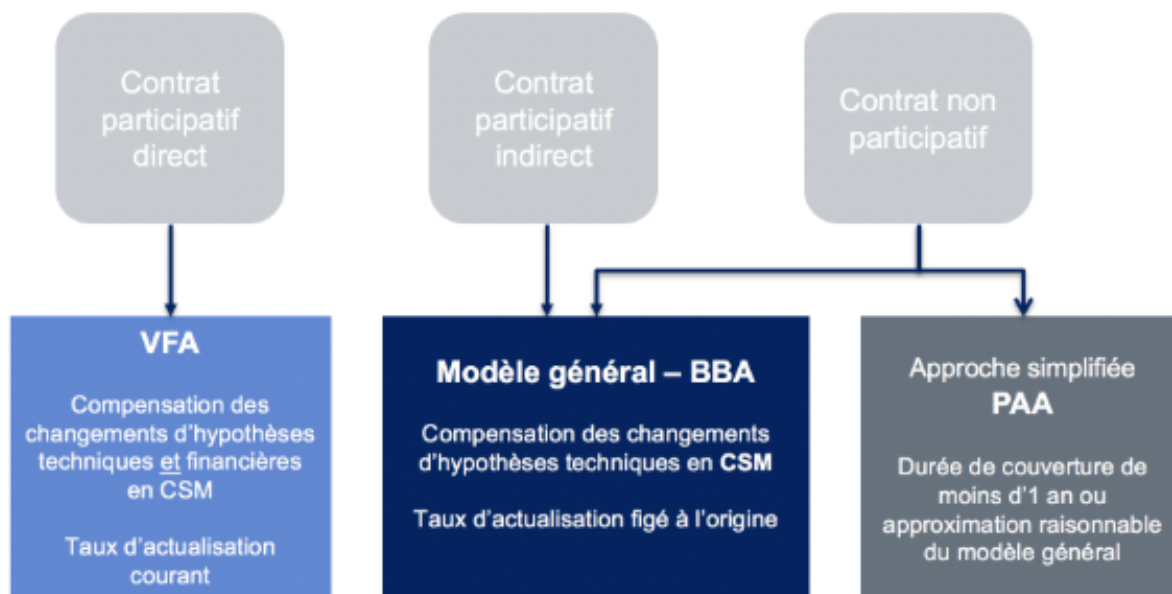 Contrat
participatif
direct
Contrat
participatif
indirect
Contrat non
participatif
VFA
Compensation des
changements d'hypothèses
techniques et financières
en CSM
Taux d'actualisation
courant
Modèle général – BBA
Compensation des changements
d'hypothèses techniques en CSM
Taux d'actualisation figé à l'origine
Approche simplifiée
PAA
Durée de couverture de
moins d'1 an ou
approximation raisonnable
du modèle général